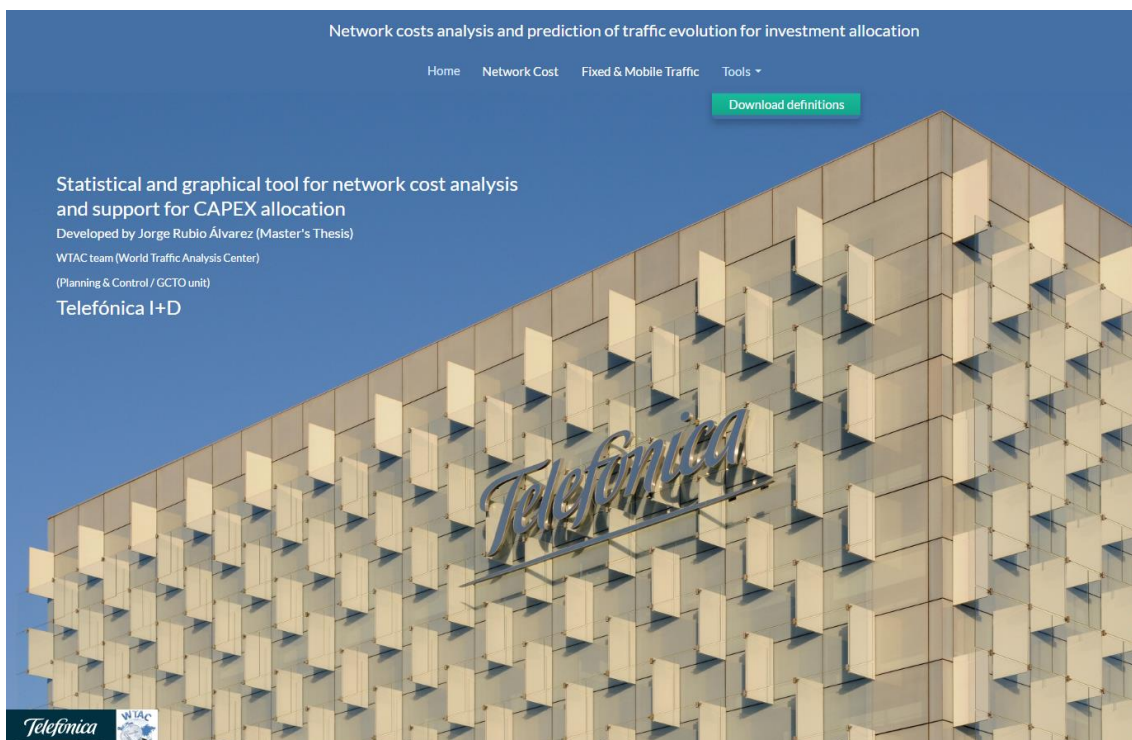 Network costs analysis and prediction of traffic evolution for investment allocation
Home Network Cost Fixed & Mobile Traffic Tools
Download definitions
Statistical and graphical tool for network cost analysis
and support for CAPEX allocation
Developed by Jorge Rubio Álvarez (Master's Thesis)
WTAC team (World Traffic Analysis Center)
(Planning & Control / GCTO unit)
Telefónica I+D
Telefónica
Telefónica
WTAC